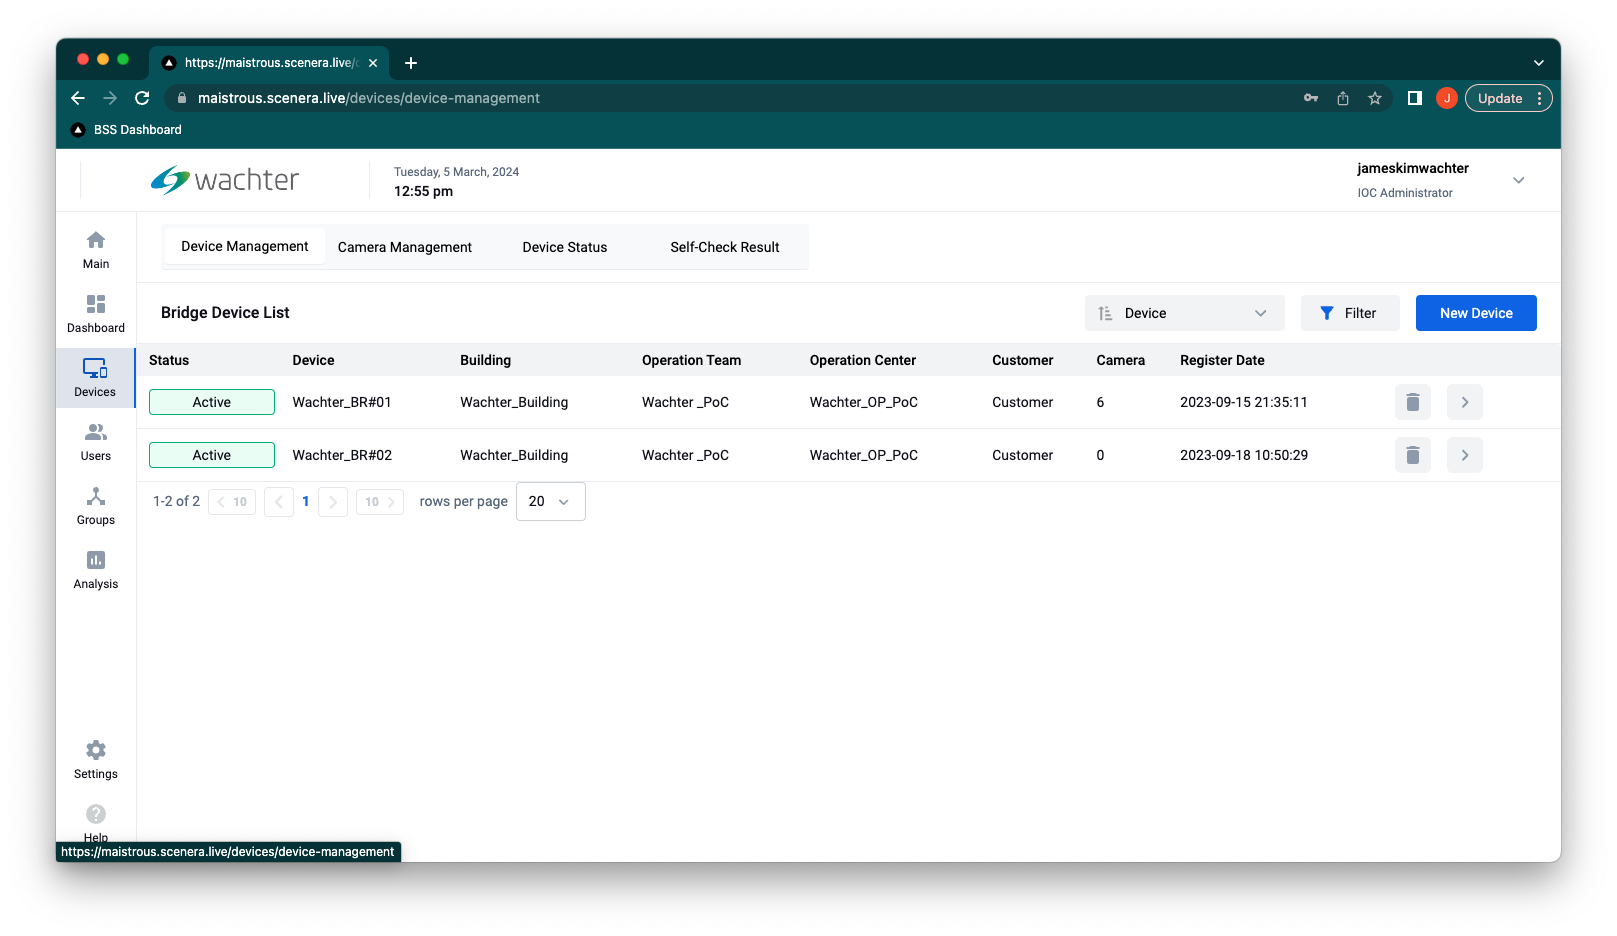 https://maistrous.scenera.live/
maistrous.scenera.live/devices/device-management
J
Update
BSS Dashboard
wachter
Tuesday, 5 March, 2024
12:55 pm
jameskimwachter
IOC Administrator
Main
Dashboard
Devices
Users
Groups
Analysis
Settings
Help
Device Management Camera Management Device Status Self-Check Result
Bridge Device List
Device
Filter
New Device
Status Device Building Operation Team Operation Center Customer Camera Register Date
Active Wachter_BR#01 Wachter_Building Wachter _PoC Wachter_OP_PoC Customer 6 2023-09-15 21:35:11
Active Wachter_BR#02 Wachter_Building Wachter _PoC Wachter_OP_PoC Customer 0 2023-09-18 10:50:29
1-2 of 2 10 1 10 rows per page 20
https://maistrous.scenera.live/devices/device-management